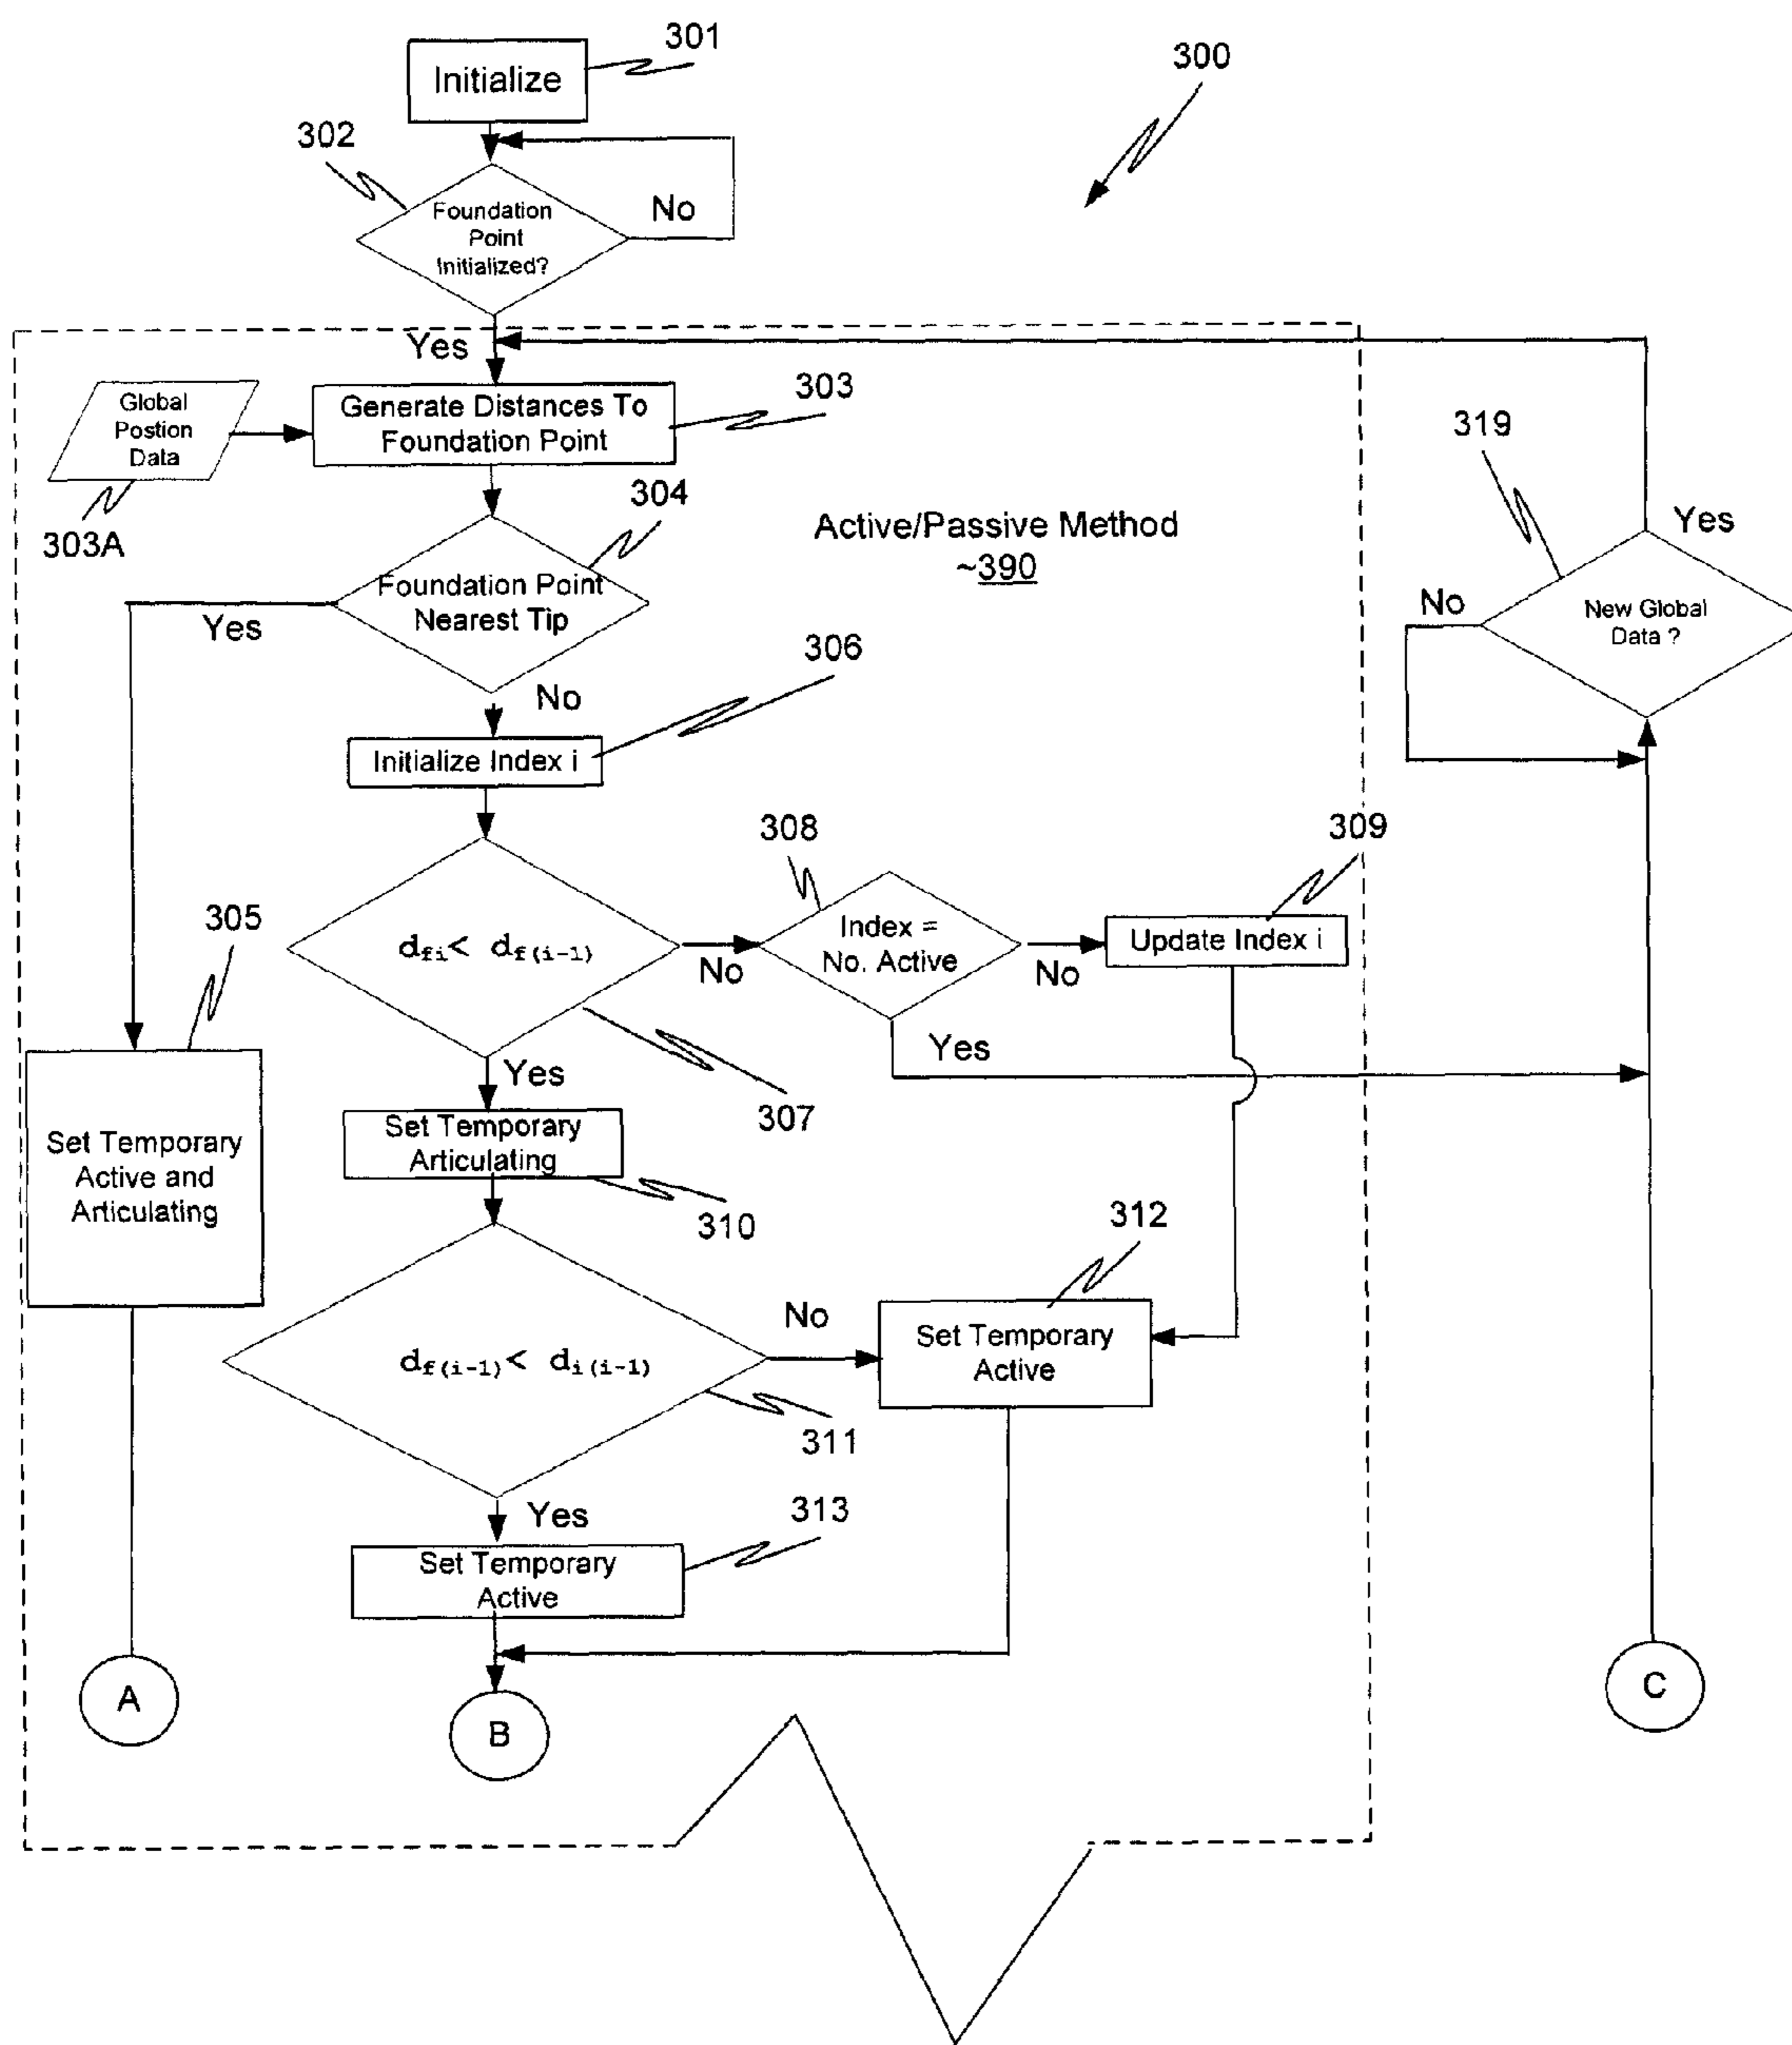 301
Initialize
300
302
Foundation
Point
Initialized?
No
Yes
303
Global
Postion
Data
Generate Distances To
Foundation Point
319
304
303A
Active/Passive Method
~390
Yes
Foundation Point
Nearest Tip
Yes
No
New Global
Data ?
306
No
Initialize Index i
308
309
305
dfi< df(i-1)
No
Index =
No. Active
No
Update Index i
Yes
Yes
307
Set Temporary
Articulating
Set Temporary
Active and
Articulating
310
312
No
df(i-1)< di(i-1)
Set Temporary
Active
311
Yes
313
Set Temporary
Active
A
B
C